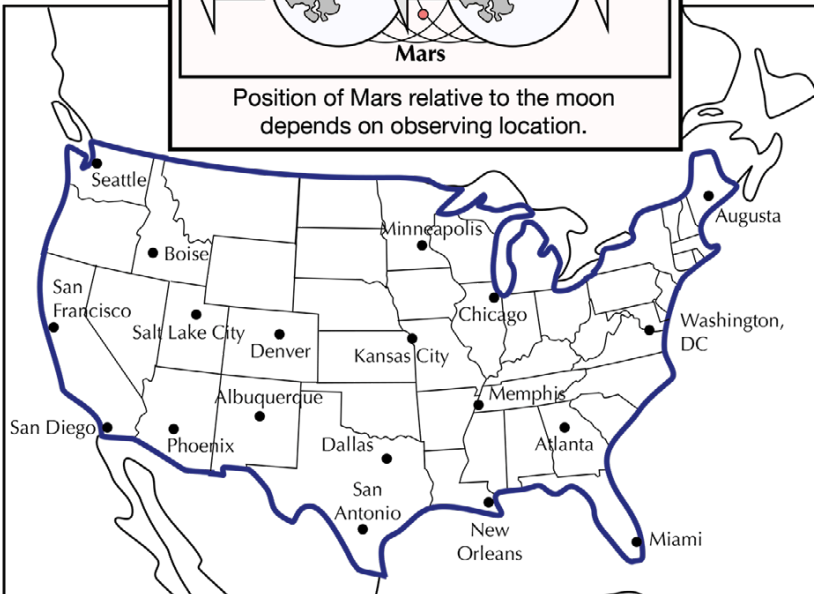 Mars
Position of Mars relative to the moon
depends on observing location.
Seattle
Augusta
Minneapolis
Boise
San
Francisco
Chicago
Washington,
DC
Salt Lake City
Denver
Kansas City
Albuquerque
Memphis
San Diego
Phoenix
Dallas
Atlanta
San
Antonio
New
Orleans
Miami